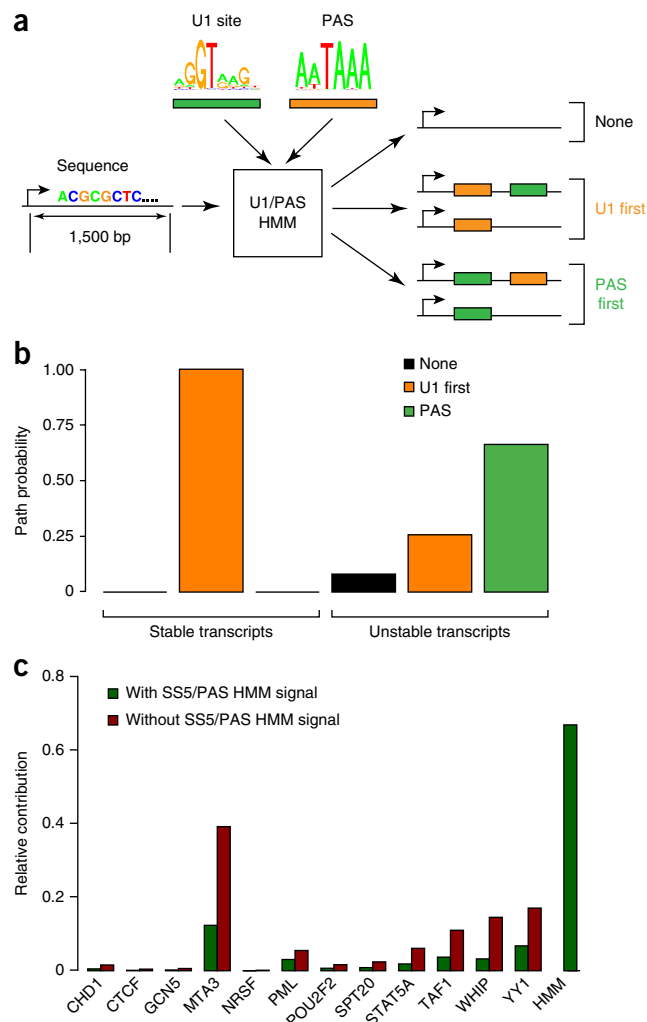 a
U1 site
PAS
AGGTAAG
AATAAA
Sequence
ACGCGCTC....
1,500 bp
U1/PAS
HMM
None
U1 first
PAS
first
b
None
U1 first
PAS
Path probability
1.00
0.75
0.50
0.25
0
Stable transcripts
Unstable transcripts
c
With SS5/PAS HMM signal
Without SS5/PAS HMM signal
Relative contribution
0.8
0.6
0.4
0.2
0
CHD1
CTCF
GCN5
MTA3
NRSF
PML
POU2F2
SPT20
STAT5A
TAF1
WHIP
YY1
HMM